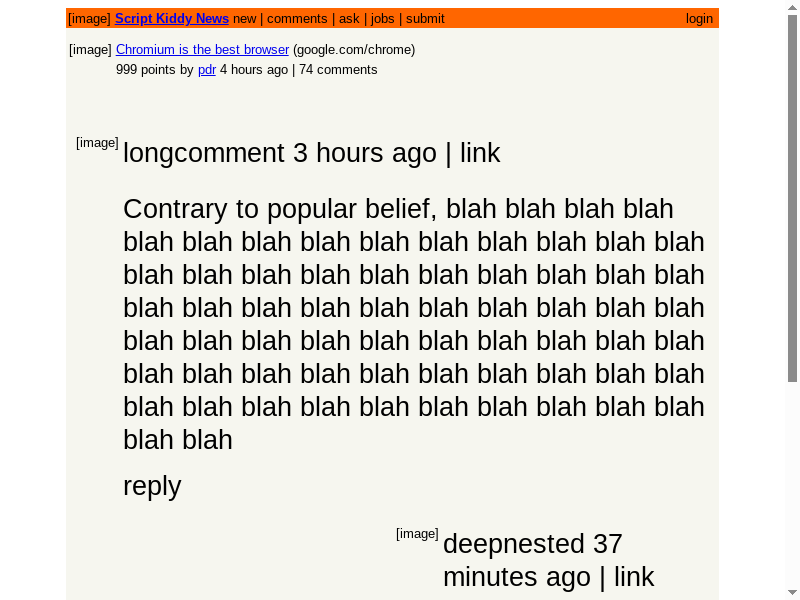 [image] Script Kiddy News new | comments | ask | jobs | submit login
[image] Chromium is the best browser (google.com/chrome)
999 points by pdr 4 hours ago | 74 comments
[image] longcomment 3 hours ago | link
Contrary to popular belief, blah blah blah blah
blah blah blah blah blah blah blah blah blah blah
blah blah blah blah blah blah blah blah blah blah
blah blah blah blah blah blah blah blah blah blah
blah blah blah blah blah blah blah blah blah blah
blah blah blah blah blah blah blah blah blah blah
blah blah blah blah blah blah blah blah blah blah
blah blah
reply
[image] deepnested 37
minutes ago | link